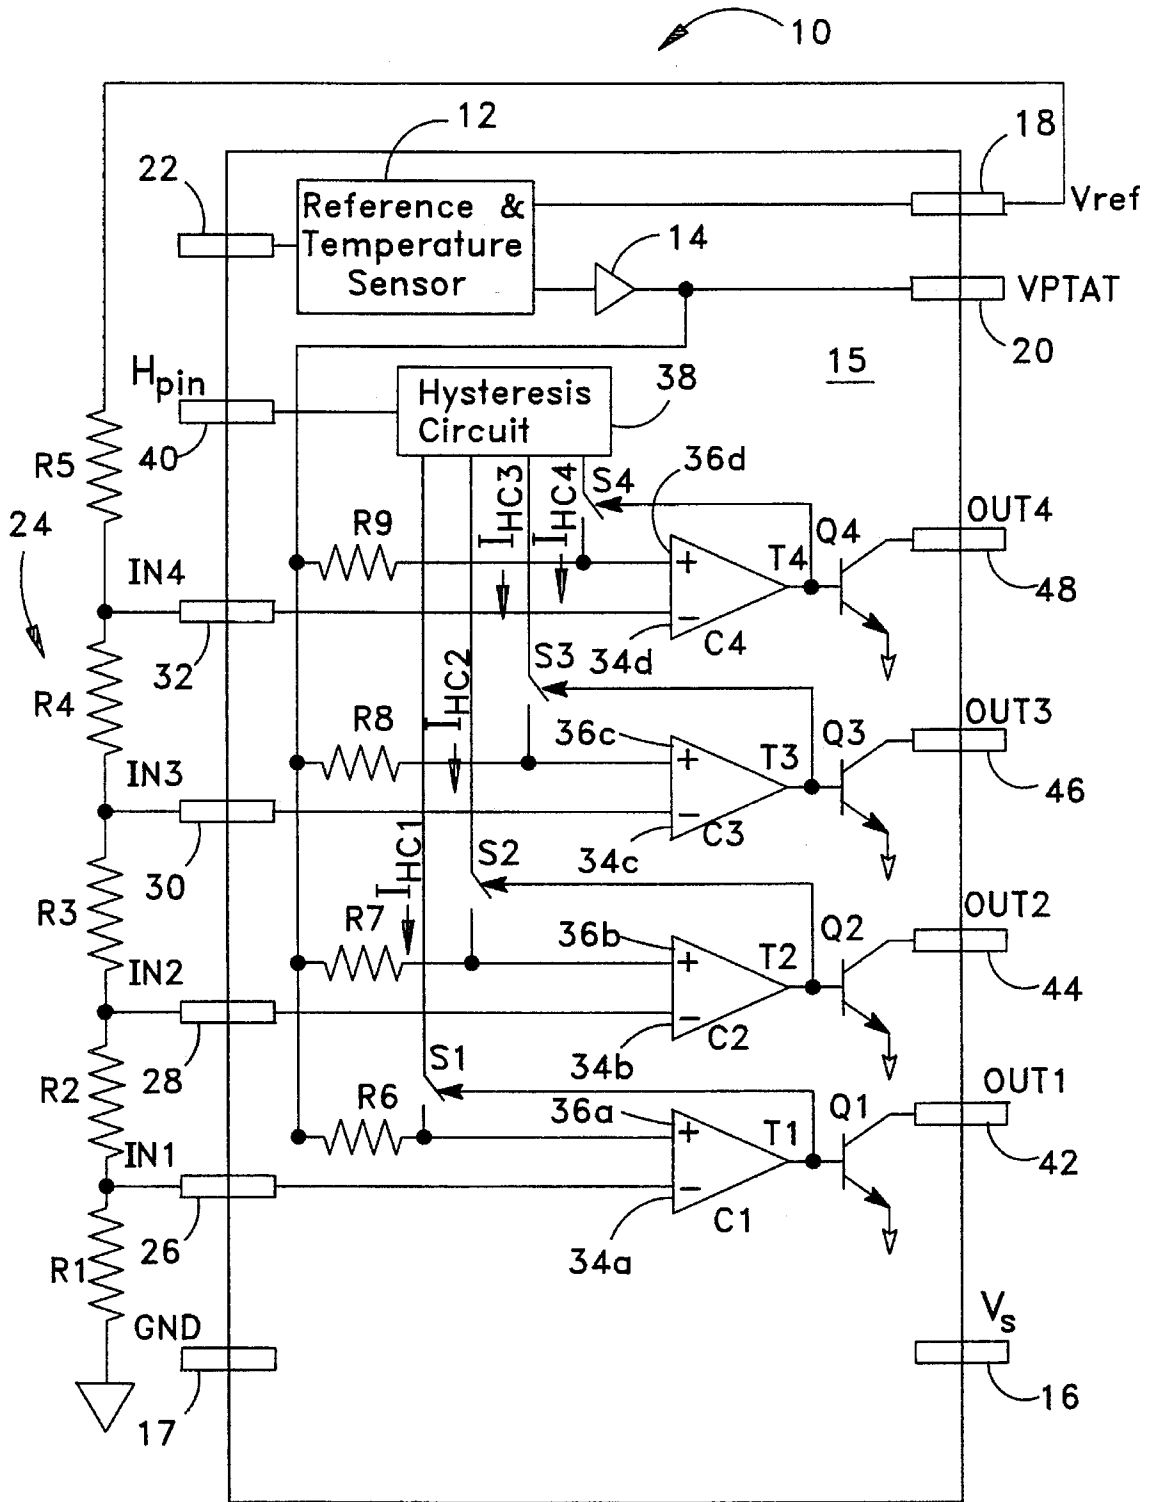 10
12
18
22
Reference &
Temperature
Sensor
Vref
14
VPTAT
20
15
Hpin
Hysteresis
Circuit
38
40
R5
IHC3
IHC4
S4
36d
OUT4
24
R9
Q4
T4
IN4
48
32
34d
C4
S3
R4
IHC2
R8
36c
OUT3
Q3
T3
IN3
46
30
34c
C3
IHC1
S2
R3
R7
36b
OUT2
Q2
T2
IN2
44
28
34b
C2
S1
R2
R6
36a
OUT1
Q1
T1
IN1
42
26
34a
C1
R1
GND
Vs
17
16